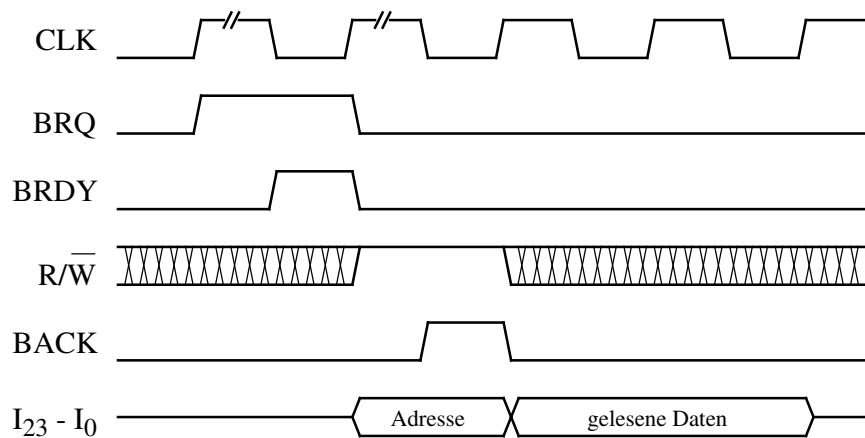 CLK
BRQ
BRDY
R/W̅
BACK
I₂₃ - I₀ Adresse gelesene Daten